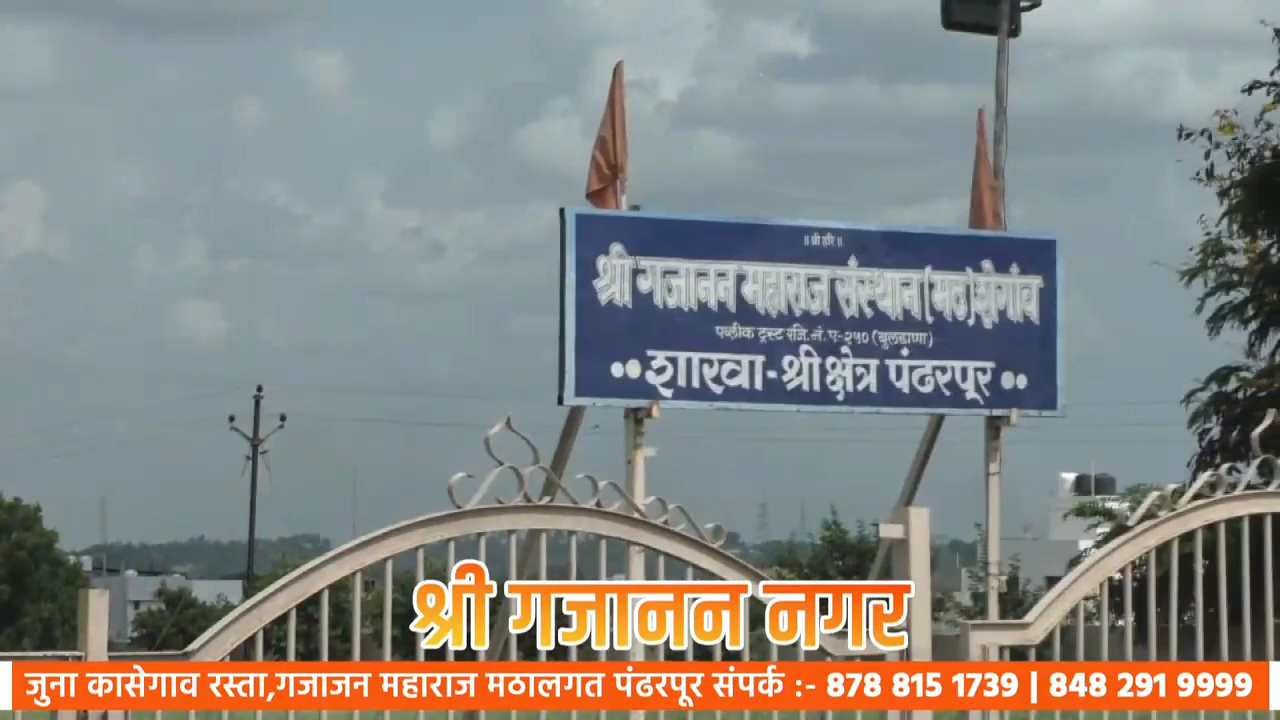 ॥ श्री हरि ॥
श्री गजानन महाराज संस्थान (मठ) शेगांव
पब्लीक ट्रस्ट रजि. नं. ए-२५० (बुलढाणा)
शाखा-श्री क्षेत्र पंढरपूर
श्री गजानन नगर
जुना कासेगाव रस्ता,गजाजन महाराज मठालगत पंढरपूर संपर्क :- 878 815 1739 | 848 291 9999